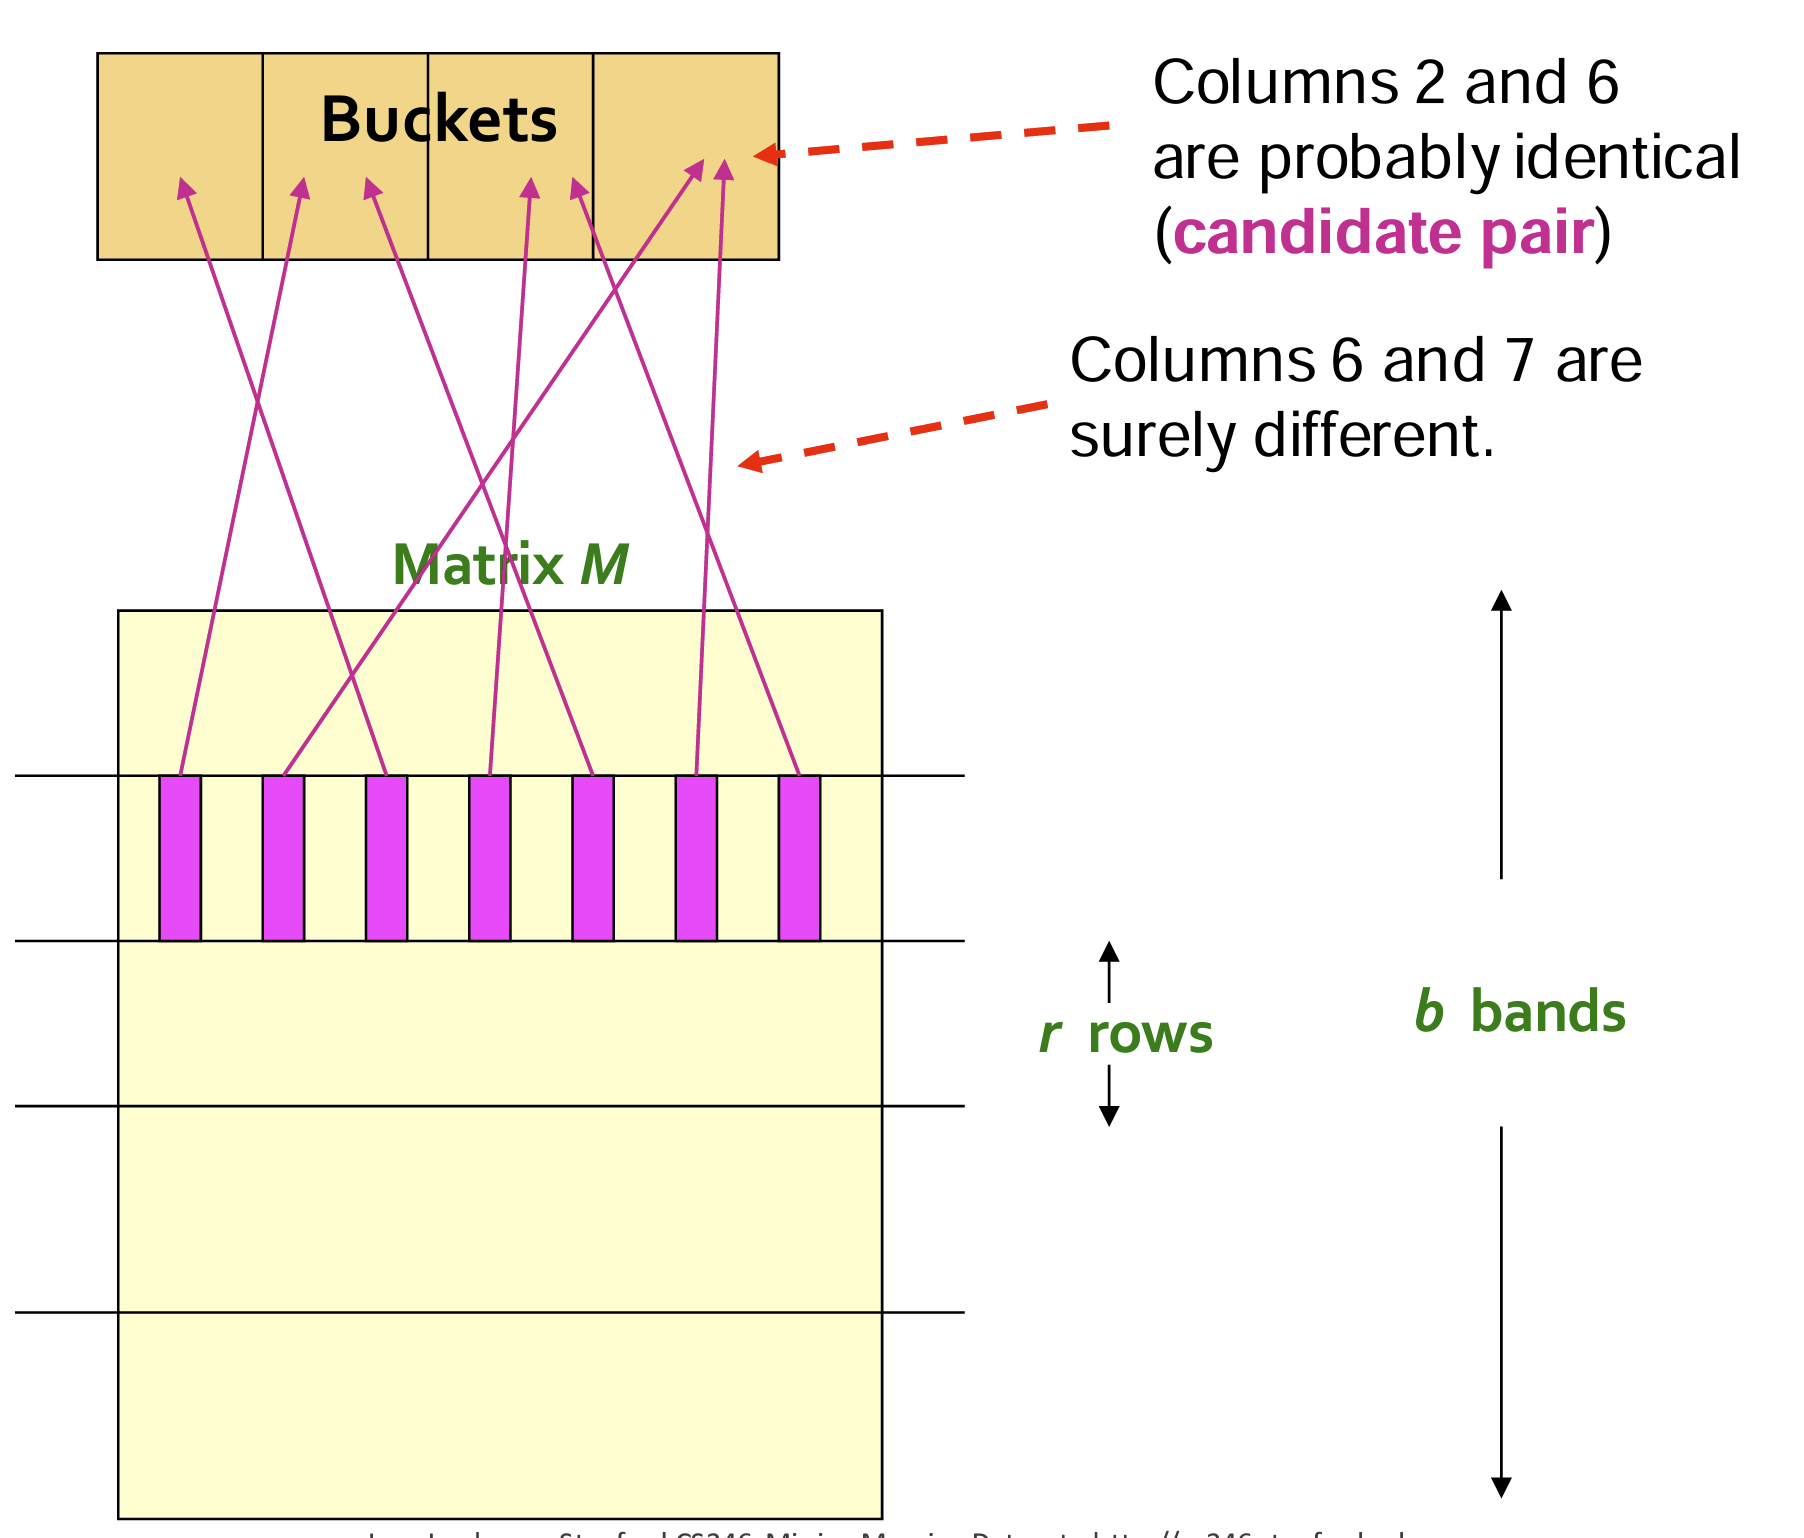 Buckets
Columns 2 and 6
are probably identical
(candidate pair)
Columns 6 and 7 are
surely different.
Matrix M
r rows
b bands